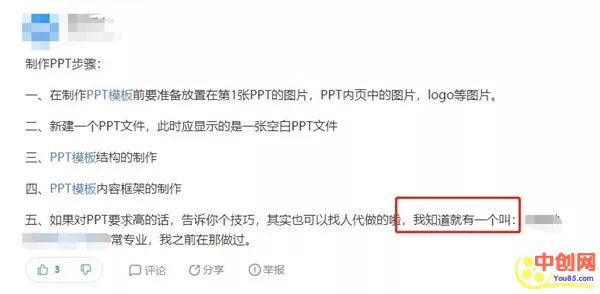 制作PPT步骤：
一、在制作PPT模板前要准备放置在第1张PPT的图片，PPT内页中的图片，logo等图片。
二、新建一个PPT文件，此时应显示的是一张空白PPT文件
三、PPT模板结构的制作
四、PPT模板内容框架的制作
五、如果对PPT要求高的话，告诉你个技巧，其实也可以找人代做的啦，我知道就有一个叫：
常专业，我之前在那做过。
3 评论 分享 举报
中创网
You85.com